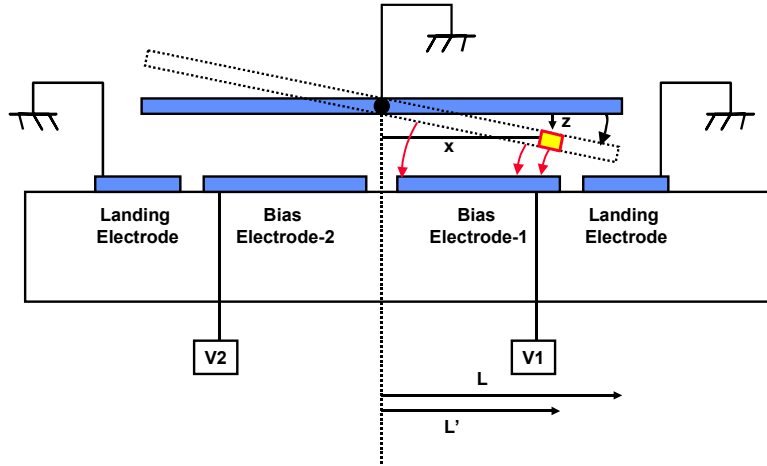 z
x
Landing
Electrode
Bias
Electrode-2
Bias
Electrode-1
Landing
Electrode
V2
V1
L
L’